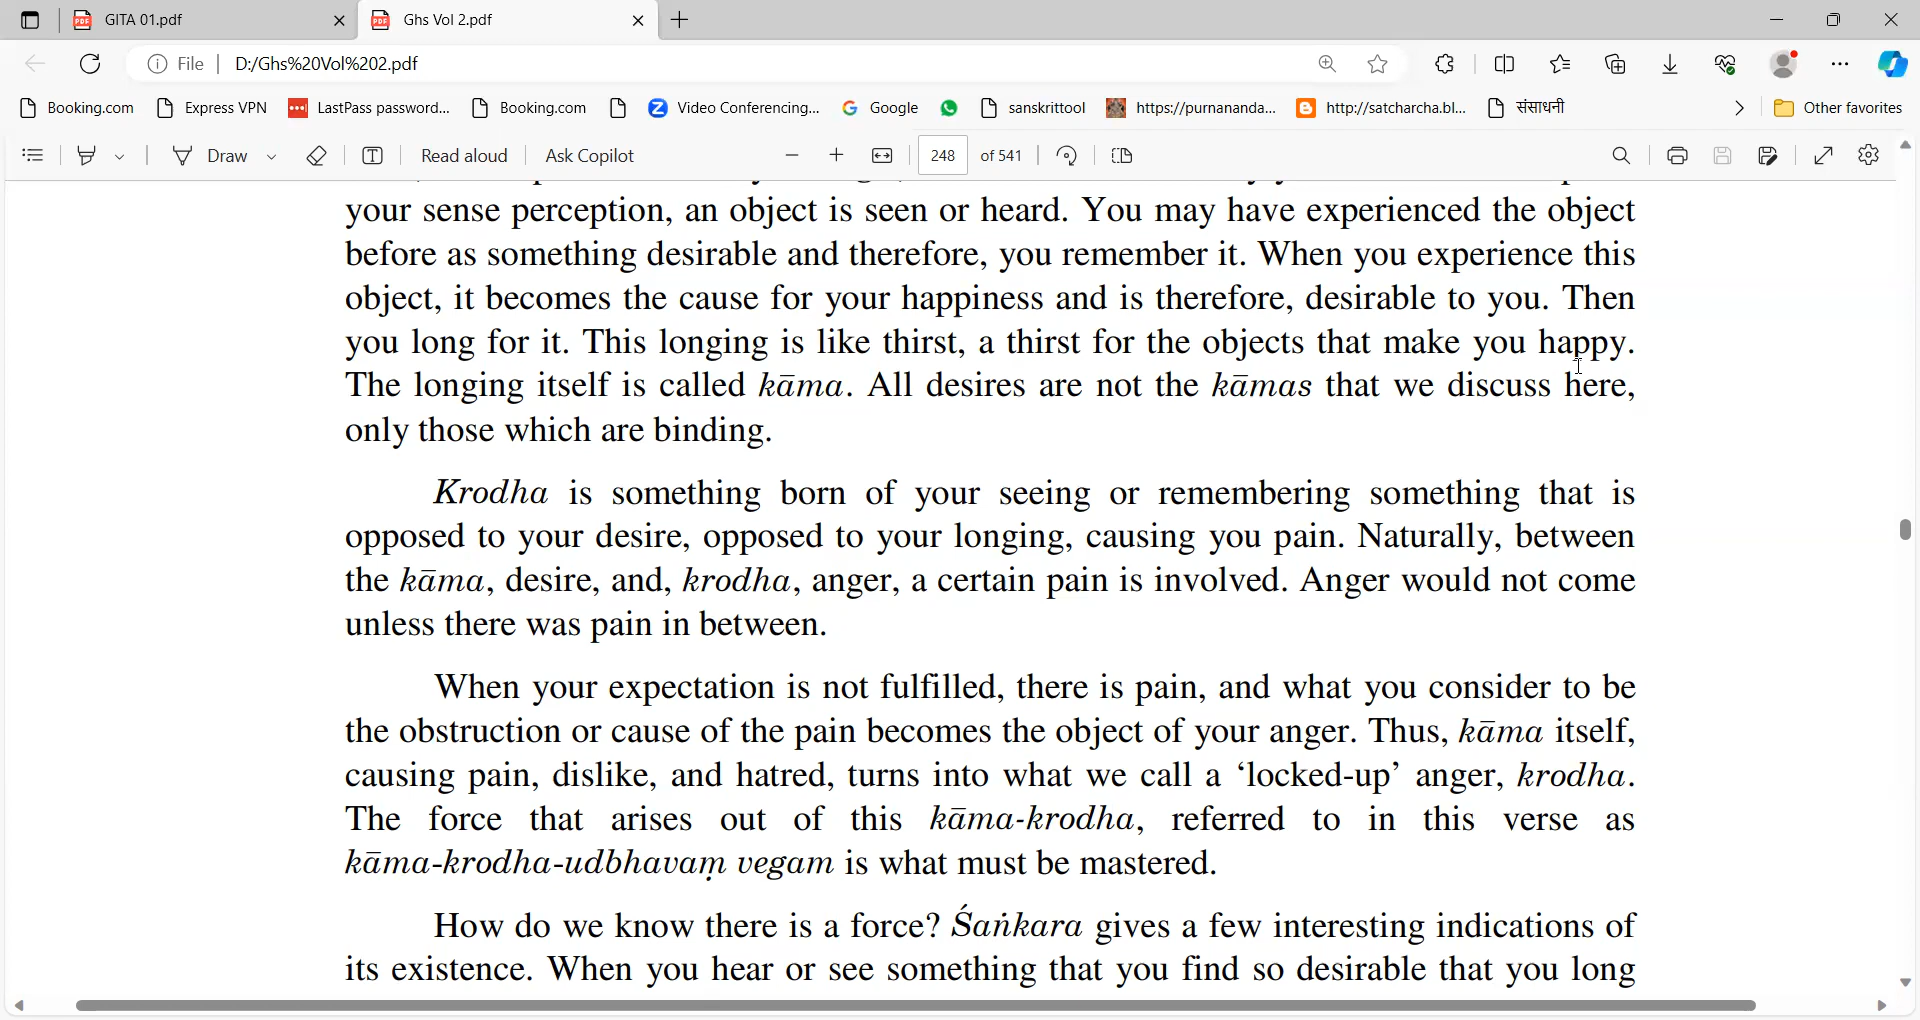 GITA 01.pdf
Ghs Vol 2.pdf
File
D:/Ghs%20Vol%202.pdf
Booking.com
Express VPN
LastPass password...
Booking.com
Video Conferencing...
Google
sanskrittool
https://purnananda...
http://satcharcha.bl...
संसाधनी
Other favorites
Draw
Read aloud
Ask Copilot
248 of 541
your sense perception, an object is seen or heard. You may have experienced the object
before as something desirable and therefore, you remember it. When you experience this
object, it becomes the cause for your happiness and is therefore, desirable to you. Then
you long for it. This longing is like thirst, a thirst for the objects that make you happy.
The longing itself is called kāma. All desires are not the kāmas that we discuss here,
only those which are binding.
Krodha is something born of your seeing or remembering something that is
opposed to your desire, opposed to your longing, causing you pain. Naturally, between
the kāma, desire, and, krodha, anger, a certain pain is involved. Anger would not come
unless there was pain in between.
When your expectation is not fulfilled, there is pain, and what you consider to be
the obstruction or cause of the pain becomes the object of your anger. Thus, kāma itself,
causing pain, dislike, and hatred, turns into what we call a ‘locked-up’ anger, krodha.
The force that arises out of this kāma-krodha, referred to in this verse as
kāma-krodha-udbhavaṃ vegam is what must be mastered.
How do we know there is a force? Śaṅkara gives a few interesting indications of
its existence. When you hear or see something that you find so desirable that you long